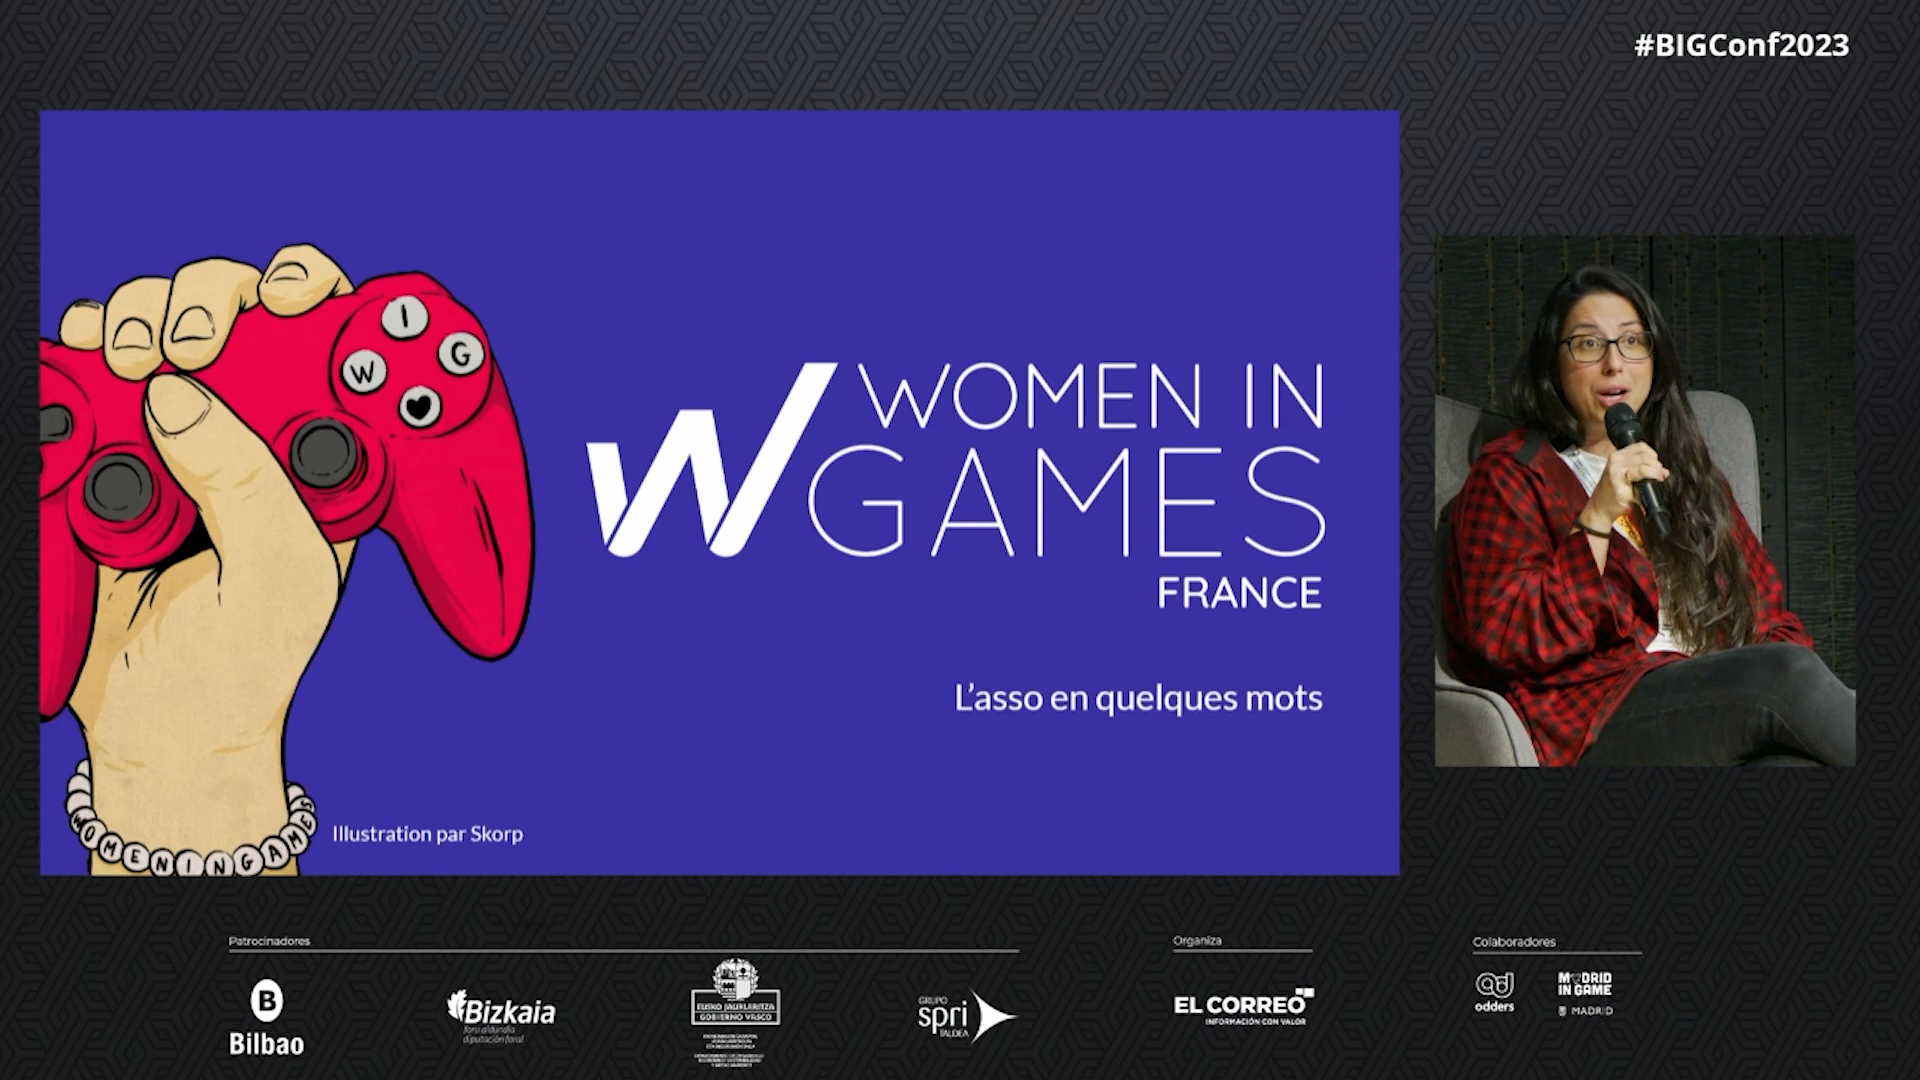 #BIGConf2023
I
W
G
WOMEN IN
GAMES
FRANCE
L'asso en quelques mots
WOMENINGAMES
Illustration par Skorp
Patrocinadores
Organiza
Colaboradores
B
Bilbao
Bizkaia
foru aldundia
diputación foral
EUSKO JAURLARITZA
GOBIERNO VASCO
GRUPO
spri
TALDEA
EL CORREO
INFORMACIÓN CON VALOR
odders
MADRID
IN GAME
MADRID